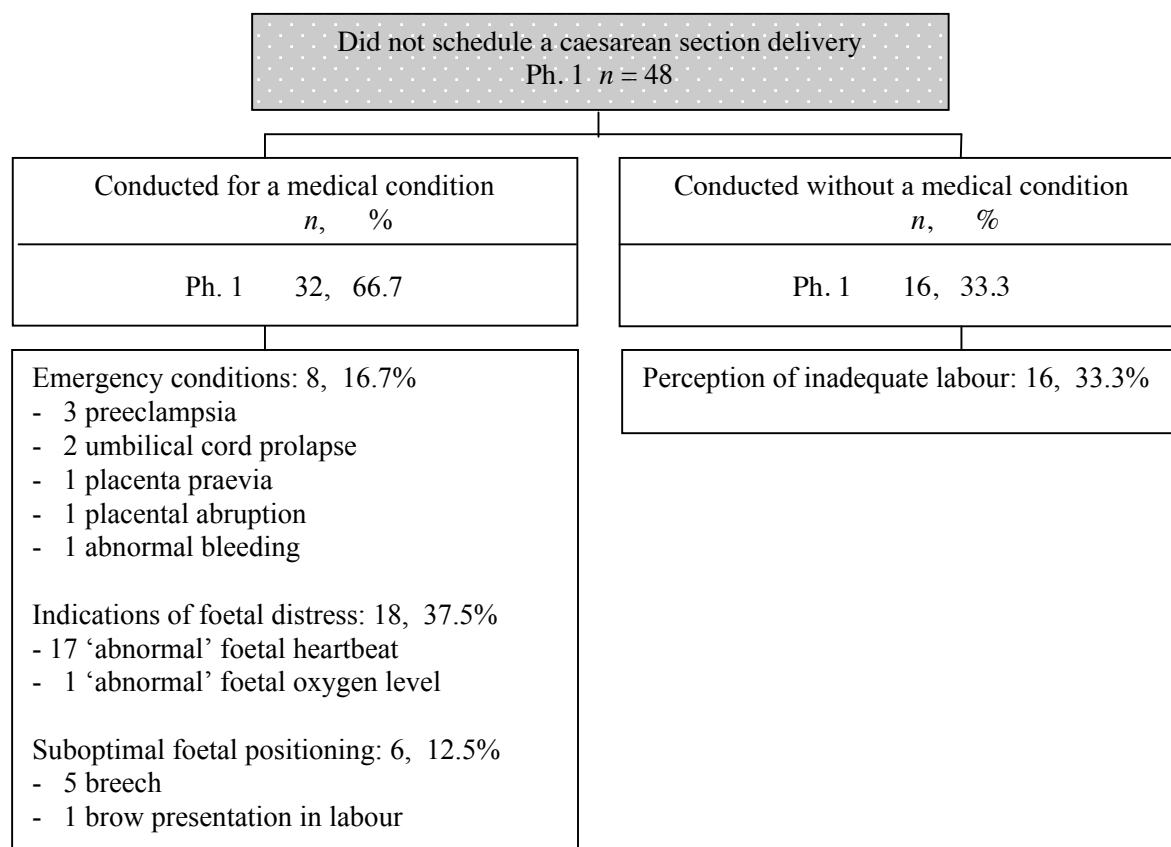 Did not schedule a caesarean section delivery
Ph. 1 n = 48
Conducted for a medical condition
n, %
Ph. 1 32, 66.7
Conducted without a medical condition
n, %
Ph. 1 16, 33.3
Emergency conditions: 8, 16.7%
- 3 preeclampsia
- 2 umbilical cord prolapse
- 1 placenta praevia
- 1 placental abruption
- 1 abnormal bleeding
Indications of foetal distress: 18, 37.5%
- 17 ‘abnormal’ foetal heartbeat
- 1 ‘abnormal’ foetal oxygen level
Suboptimal foetal positioning: 6, 12.5%
- 5 breech
- 1 brow presentation in labour
Perception of inadequate labour: 16, 33.3%